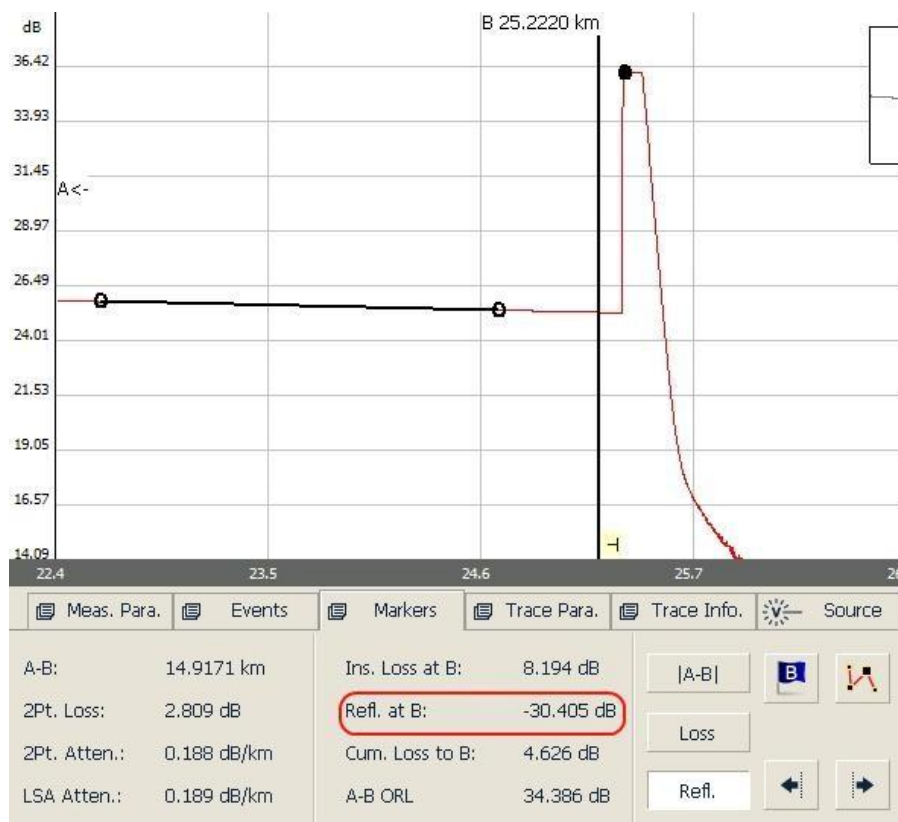 dB
B 25.2220 km
36.42
33.93
31.45
A<-
28.97
26.49
24.01
21.53
19.05
16.57
14.09
22.4 23.5 24.6 25.7
Meas. Para. Events Markers Trace Para. Trace Info. Source
A-B: 14.9171 km Ins. Loss at B: 8.194 dB |A-B| B
2Pt. Loss: 2.809 dB Refl. at B: -30.405 dB
Loss
2Pt. Atten.: 0.188 dB/km Cum. Loss to B: 4.626 dB
LSA Atten.: 0.189 dB/km A-B ORL 34.386 dB Refl.